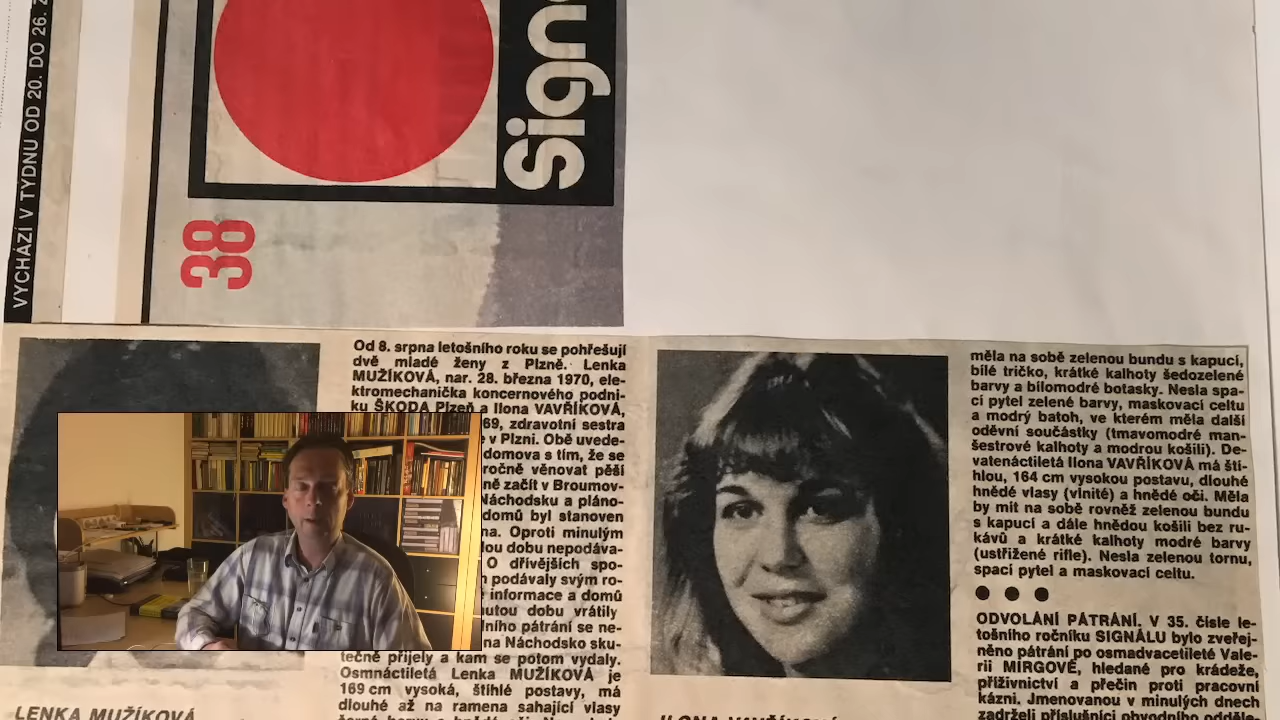 VYCHÁZÍ V TÝDNU OD 20. DO 26.
Sign
38
Od 8. srpna letošního roku se pohřešují
dvě mladé ženy z Plzně. Lenka
MUŽÍKOVÁ, nar. 28. března 1970, ele-
ktromechanička koncernového podni-
ku ŠKODA Plzeň a Ilona VAVŘÍKOVÁ,
69, zdravotní sestra
v Plzni. Obě uvede-
domova s tím, že se
ročně věnovat pěší
ně začít v Broumov-
Náchodsku a pláno-
domů byl stanoven
na. Oproti minulým
ou dobu nepodáva-
O dřívějších spo-
podávaly svým ro-
informace a domů
nutou dobu vrátily
ního pátrání se ne-
na Náchodsko sku-
tečně přijely a kam se potom vydaly.
Osmnáctiletá Lenka MUŽÍKOVÁ je
169 cm vysoká, štíhlé postavy, má
dlouhé až na ramena sahající vlasy
LENKA MUŽÍKOVÁ
měla na sobě zelenou bundu s kapucí,
bílé tričko, krátké kalhoty šedozelené
barvy a bílomodré botasky. Nesla spa-
cí pytel zelené barvy, maskovací celtu
a modrý batoh, ve kterém měla další
oděvní součástky (tmavomodré man-
šestrové kalhoty a modrou košili). De-
vatenáctiletá Ilona VAVŘÍKOVÁ má ští-
hlou, 164 cm vysokou postavu, dlouhé
hnědé vlasy (vlnité) a hnědé oči. Měla
by mít na sobě rovněž zelenou bundu
s kapucí a dále hnědou košili bez ru-
kávů a krátké kalhoty modré barvy
(ustřižené rifle). Nesla zelenou tornu,
spací pytel a maskovací celtu.
ODVOLÁNÍ PÁTRÁNÍ. V 35. čísle le-
tošního ročníku SIGNÁLU bylo zveřej-
něno pátrání po osmadvacetileté Vale-
rii MIRGOVÉ, hledané pro krádeže,
příživnictví a přečin proti pracovní
kázni. Jmenovanou v minulých dnech
zadrželi příslušníci obvodního oddě-
ILONA VAVŘÍKOVÁ